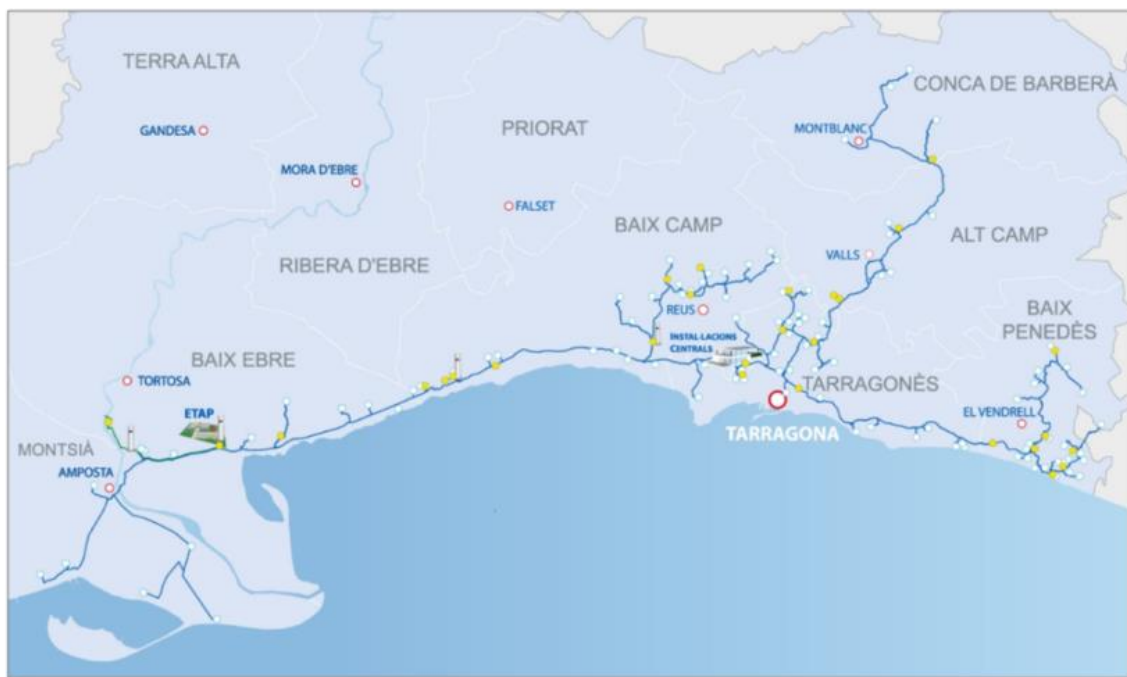 TERRA ALTA
CONCA DE BARBERÀ
GANDESA
PRIORAT
MONTBLANC
MORA D'EBRE
FALSET
BAIX CAMP
ALT CAMP
VALLS
RIBERA D'EBRE
REUS
BAIX
PENEDÈS
INSTAL·LACIONS
CENTRALS
BAIX EBRE
TORTOSA
TARRAGONÈS
ETAP
EL VENDRELL
TARRAGONA
MONTSIÀ
AMPOSTA